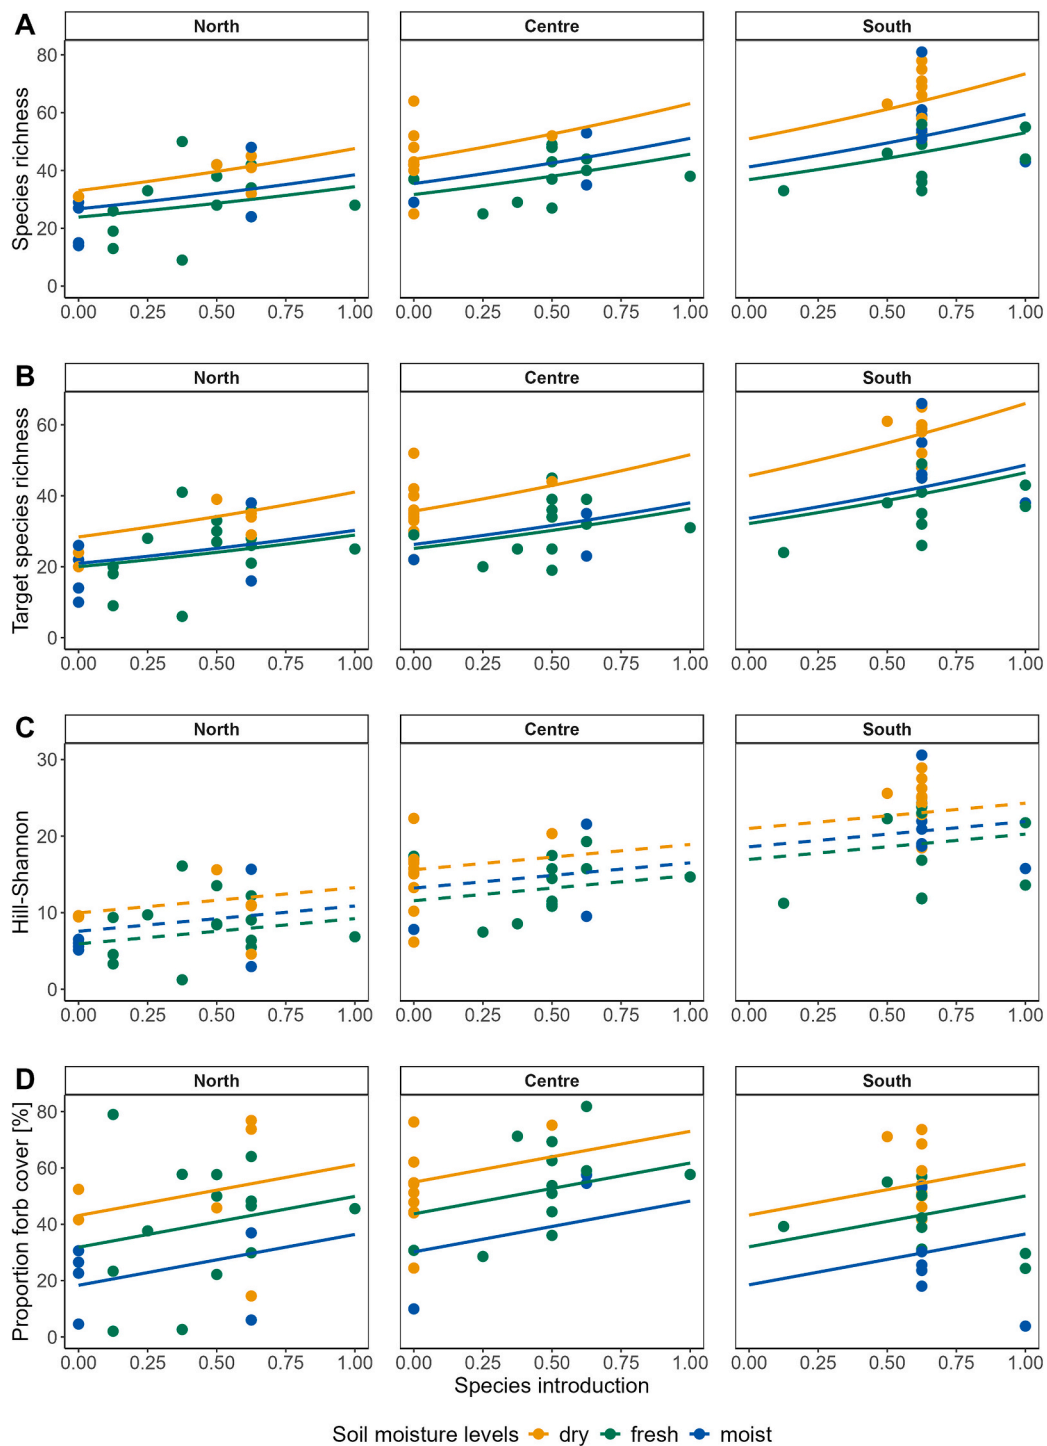 A
North Centre South
Species richness
80
60
40
20
0
0.00 0.25 0.50 0.75 1.00 0.00 0.25 0.50 0.75 1.00 0.00 0.25 0.50 0.75 1.00
B
North Centre South
Target species richness
60
40
20
0
0.00 0.25 0.50 0.75 1.00 0.00 0.25 0.50 0.75 1.00 0.00 0.25 0.50 0.75 1.00
C
North Centre South
Hill-Shannon
30
20
10
0
0.00 0.25 0.50 0.75 1.00 0.00 0.25 0.50 0.75 1.00 0.00 0.25 0.50 0.75 1.00
D
North Centre South
Proportion forb cover [%]
80
60
40
20
0
0.00 0.25 0.50 0.75 1.00 0.00 0.25 0.50 0.75 1.00 0.00 0.25 0.50 0.75 1.00
Species introduction
Soil moisture levels dry fresh moist